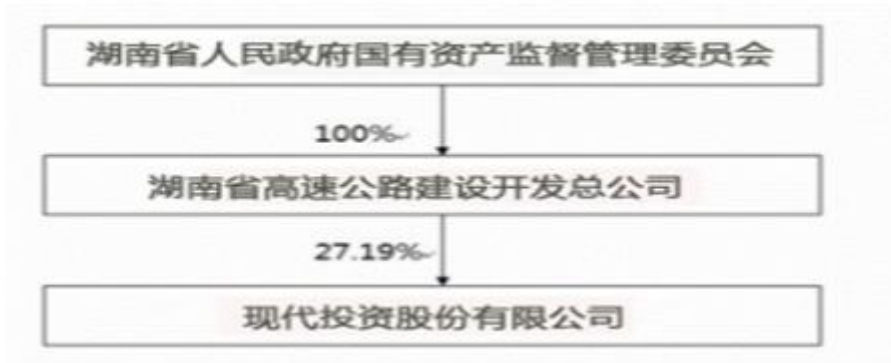 湖南省人民政府国有资产监督管理委员会
100%
湖南省高速公路建设开发总公司
27.19%
现代投资股份有限公司